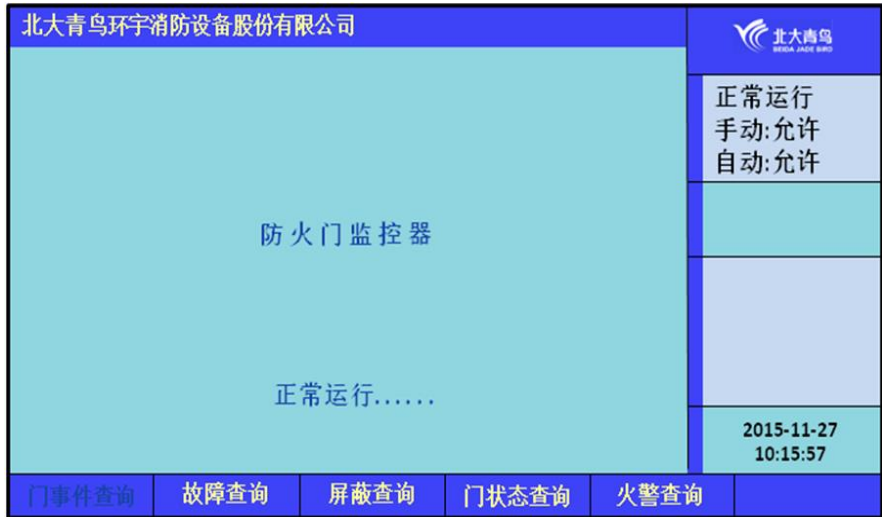 北大青鸟环宇消防设备股份有限公司
北大青鸟
BEIDA JADE BIRD
正常运行
手动:允许
自动:允许
防火门监控器
正常运行......
2015-11-27
10:15:57
门事件查询 故障查询 屏蔽查询 门状态查询 火警查询